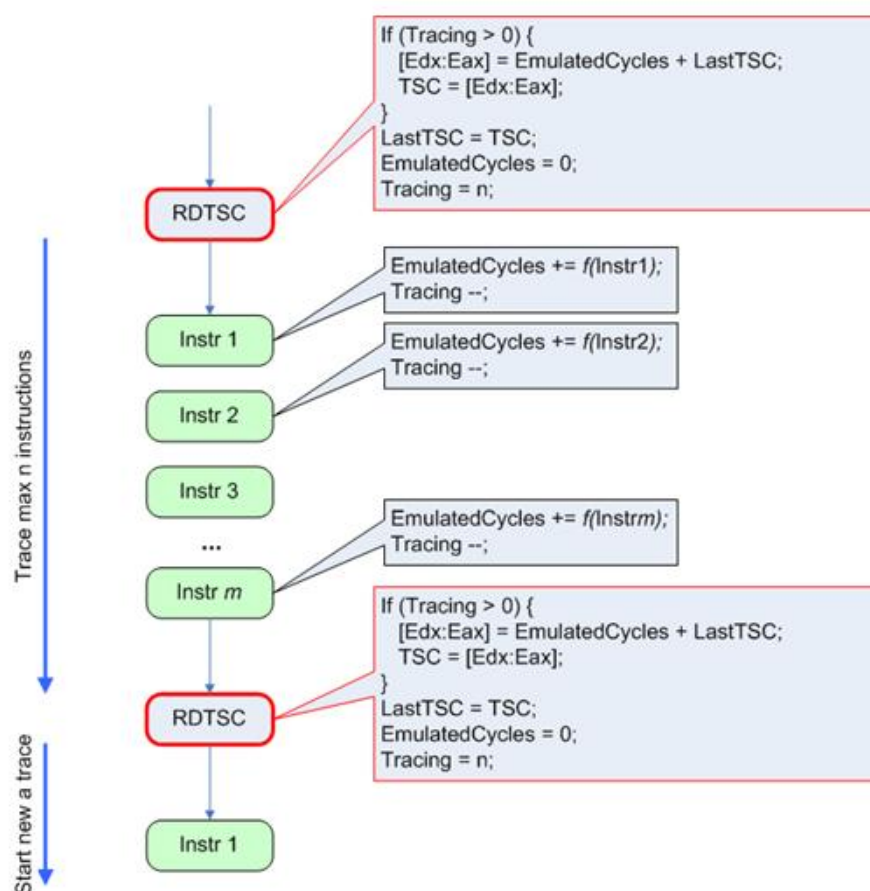 If (Tracing > 0) {
[Edx:Eax] = EmulatedCycles + LastTSC;
TSC = [Edx:Eax];
}
LastTSC = TSC;
EmulatedCycles = 0;
Tracing = n;
RDTSC
Trace max n instructions
EmulatedCycles += f(Instr1);
Tracing --;
Instr 1
EmulatedCycles += f(Instr2);
Tracing --;
Instr 2
Instr 3
...
EmulatedCycles += f(Instrm);
Tracing --;
Instr m
If (Tracing > 0) {
[Edx:Eax] = EmulatedCycles + LastTSC;
TSC = [Edx:Eax];
}
LastTSC = TSC;
EmulatedCycles = 0;
Tracing = n;
RDTSC
Start new a trace
Instr 1